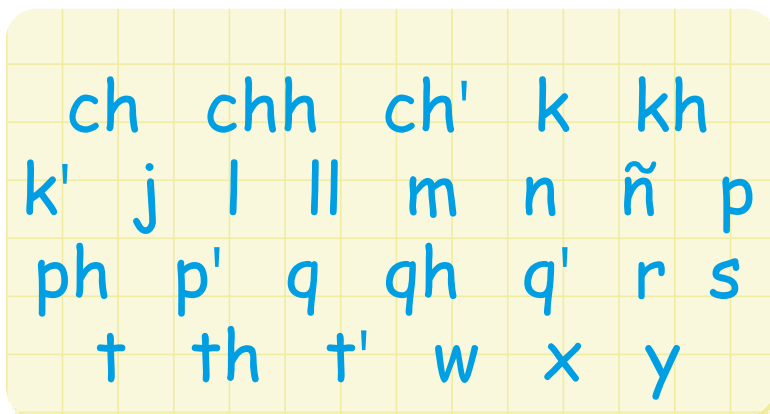 ch chh ch' k kh
k' j l ll m n ñ p
ph p' q qh q' r s
t th t' w x y